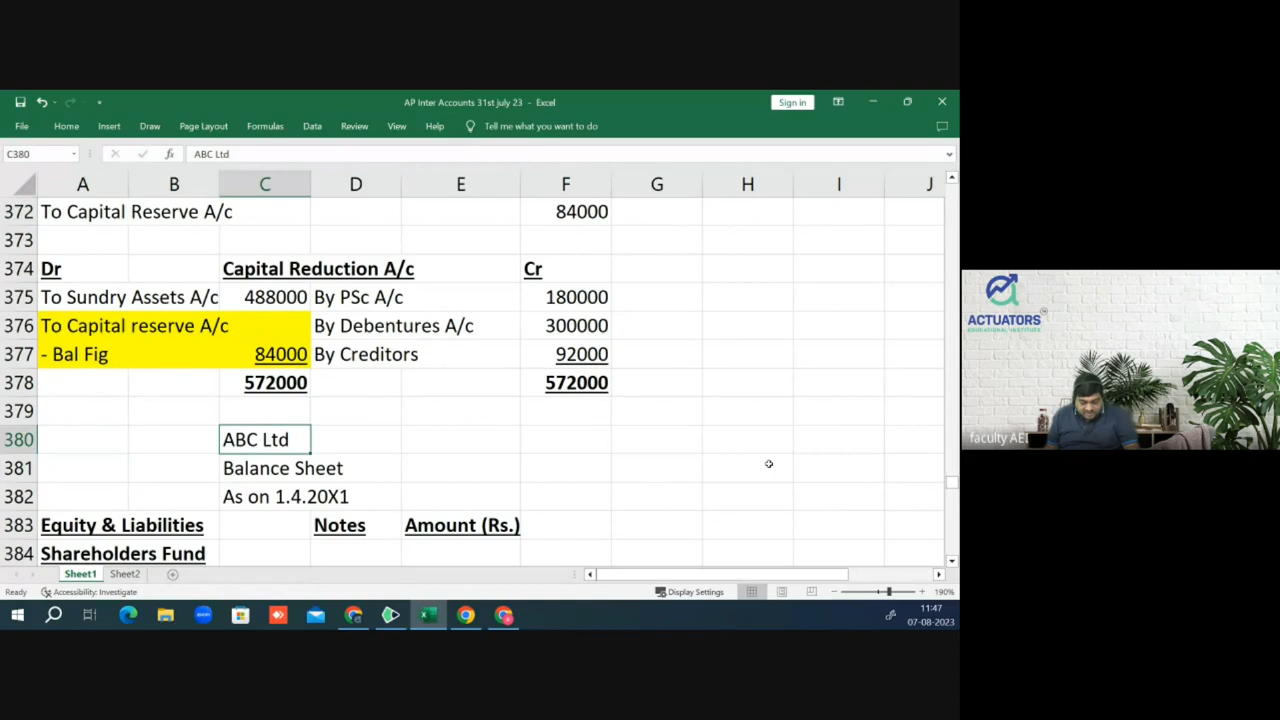 AP Inter Accounts 31st july 23 - Excel
Sign in
File Home Insert Draw Page Layout Formulas Data Review View Help Tell me what you want to do
C380 fx ABC Ltd
A B C D E F G H I J
372 To Capital Reserve A/c 84000
373
374 Dr Capital Reduction A/c Cr
375 To Sundry Assets A/c 488000 By PSc A/c 180000
376 To Capital reserve A/c By Debentures A/c 300000
377 - Bal Fig 84000 By Creditors 92000
378 572000 572000
379
380 ABC Ltd
381 Balance Sheet
382 As on 1.4.20X1
383 Equity & Liabilities Notes Amount (Rs.)
384 Shareholders Fund
Sheet1 Sheet2
Ready Accessibility: Investigate Display Settings 190%
11:47
07-08-2023
ACTUATORS
EDUCATIONAL INSTITUTE
faculty AEI